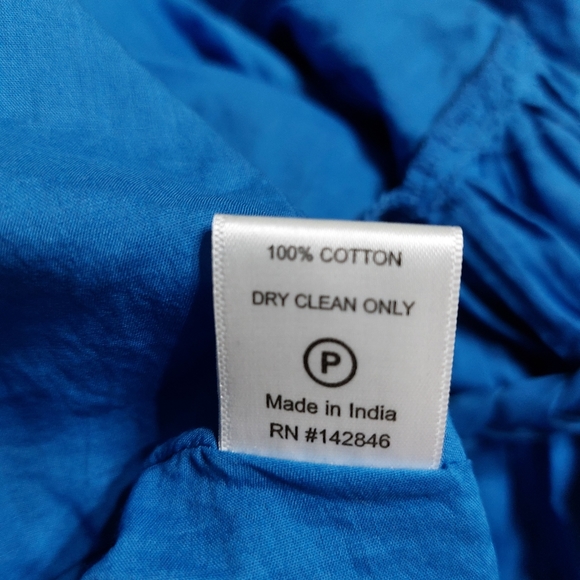 100% COTTON
DRY CLEAN ONLY
P
Made in India
RN #142846